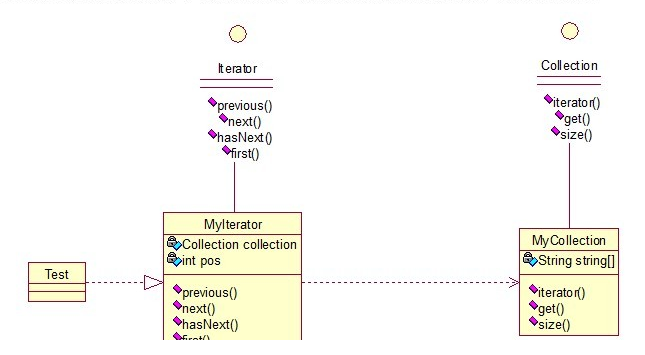 Iterator
previous()
next()
hasNext()
first()
Collection
iterator()
get()
size()
Test
MyIterator
Collection collection
int pos
previous()
next()
hasNext()
first()
MyCollection
String string[]
iterator()
get()
size()